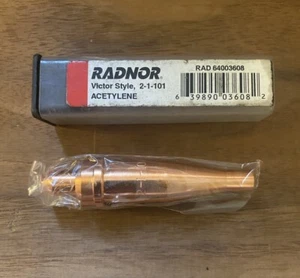 RADNOR®
RAD 64003608
Victor Style, 2-1-101
ACETYLENE
6 39890 03608 2